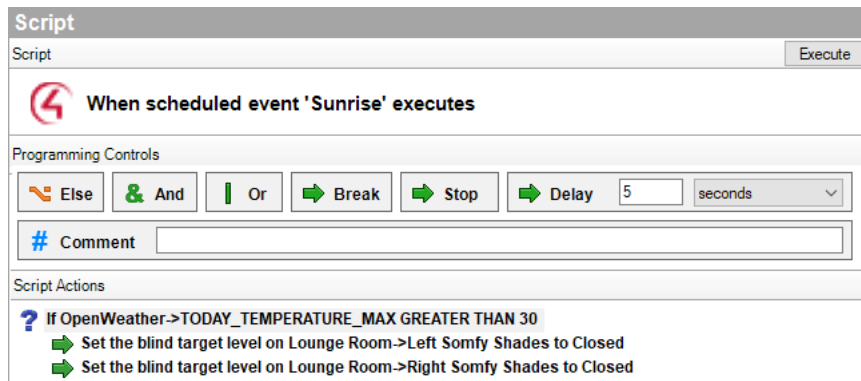 Script
Script Execute
When scheduled event 'Sunrise' executes
Programming Controls
Else & And Or Break Stop Delay 5 seconds
# Comment
Script Actions
? If OpenWeather->TODAY_TEMPERATURE_MAX GREATER THAN 30
Set the blind target level on Lounge Room->Left Somfy Shades to Closed
Set the blind target level on Lounge Room->Right Somfy Shades to Closed